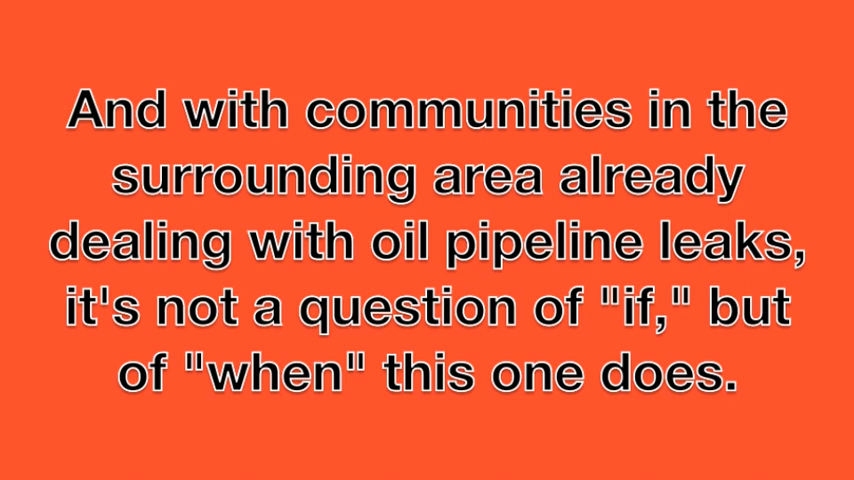 And with communities in the
surrounding area already
dealing with oil pipeline leaks,
it's not a question of "if," but
of "when" this one does.